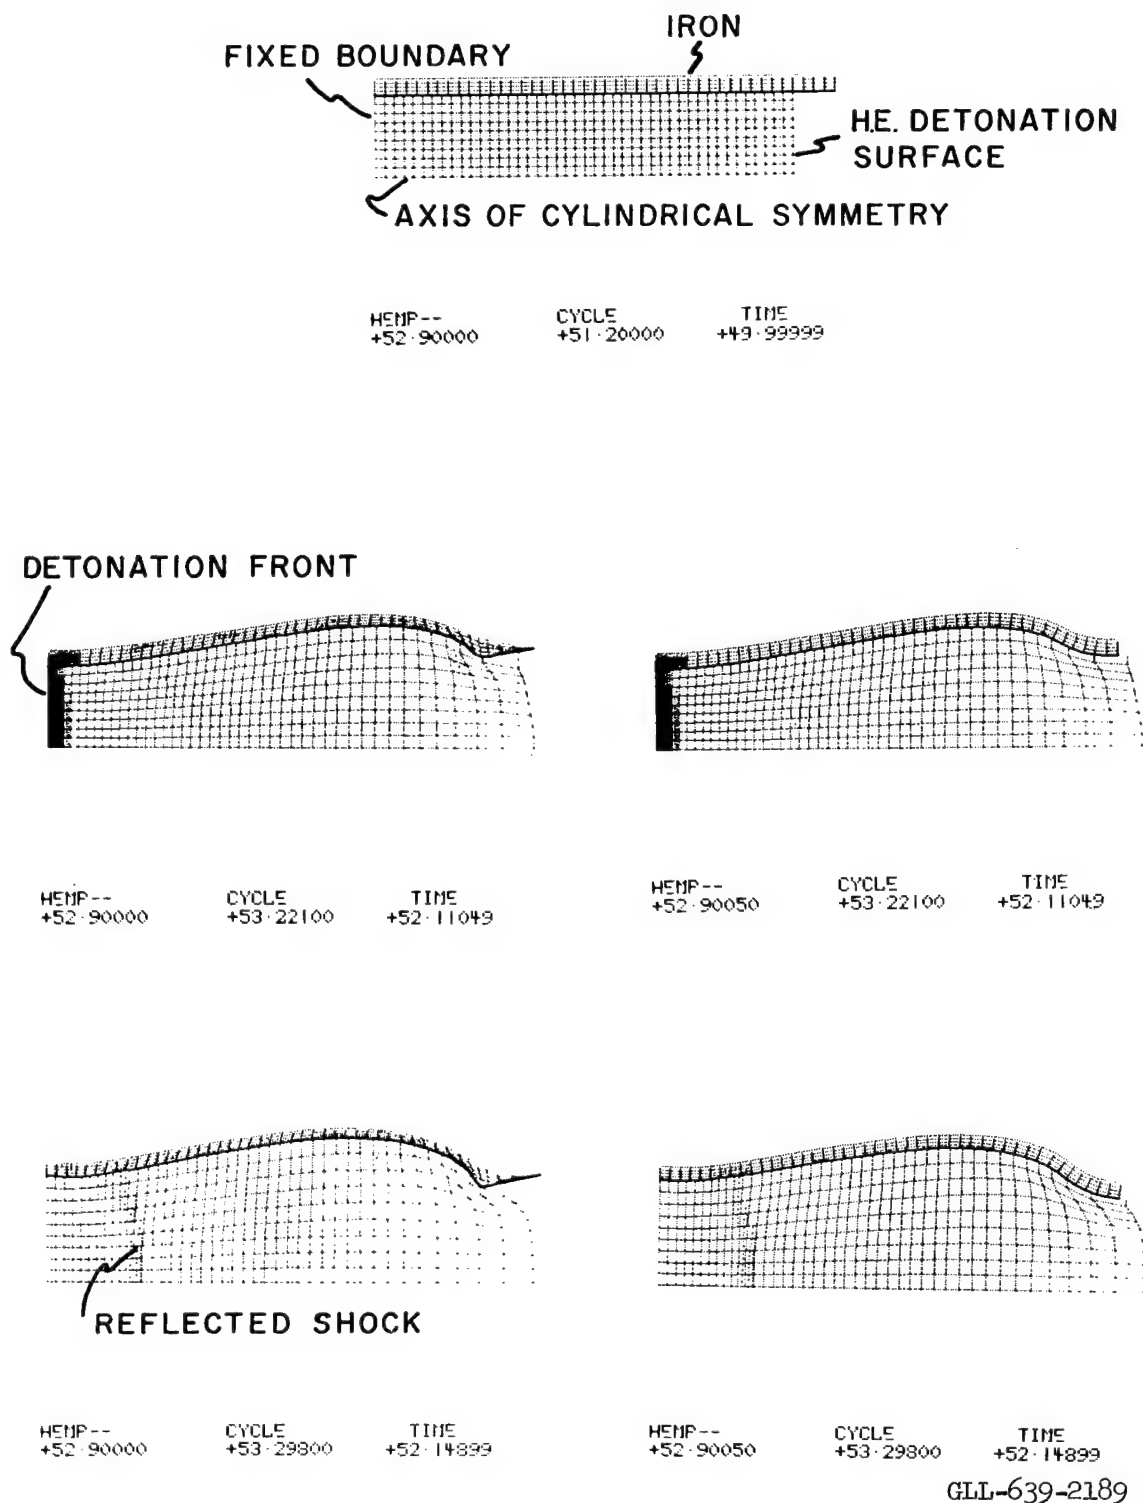 IRON
FIXED BOUNDARY
H.E. DETONATION
SURFACE
AXIS OF CYLINDRICAL SYMMETRY
HEMP-- CYCLE TIME
+52.90000 +51.20000 +49.99999
DETONATION FRONT
HEMP-- CYCLE TIME
+52.90000 +53.22100 +52.11049
HEMP-- CYCLE TIME
+52.90050 +53.22100 +52.11049
REFLECTED SHOCK
HEMP-- CYCLE TIME
+52.90000 +53.29800 +52.14899
HEMP-- CYCLE TIME
+52.90050 +53.29800 +52.14899
GLL-639-2189